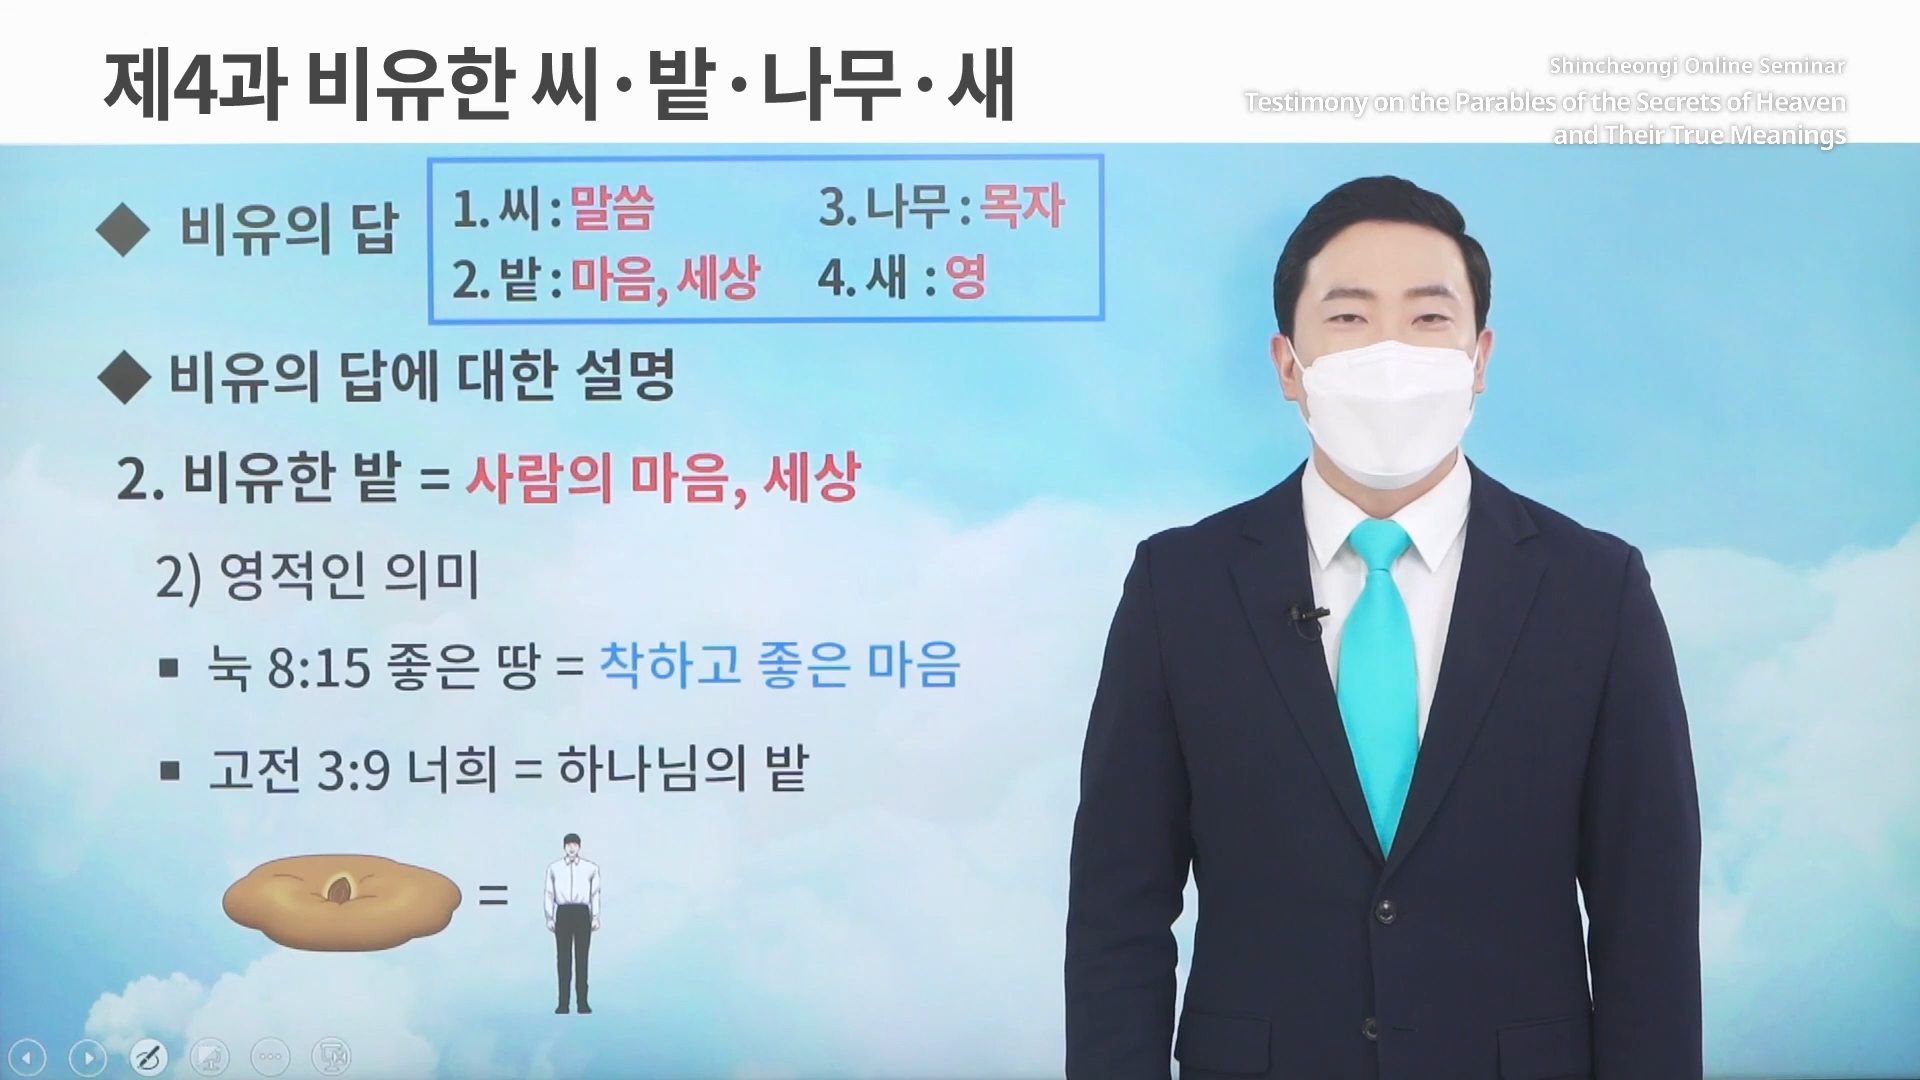 제4과 비유한 씨·밭·나무·새
Shincheongi Online Seminar
Testimony on the Parables of the Secrets of Heaven
and Their True Meanings
◆ 비유의 답
1. 씨 : 말씀
3. 나무 : 목자
2. 밭 : 마음, 세상
4. 새 : 영
◆ 비유의 답에 대한 설명
2. 비유한 밭 = 사람의 마음, 세상
2) 영적인 의미
▪ 눅 8:15 좋은 땅 = 착하고 좋은 마음
▪ 고전 3:9 너희 = 하나님의 밭
=